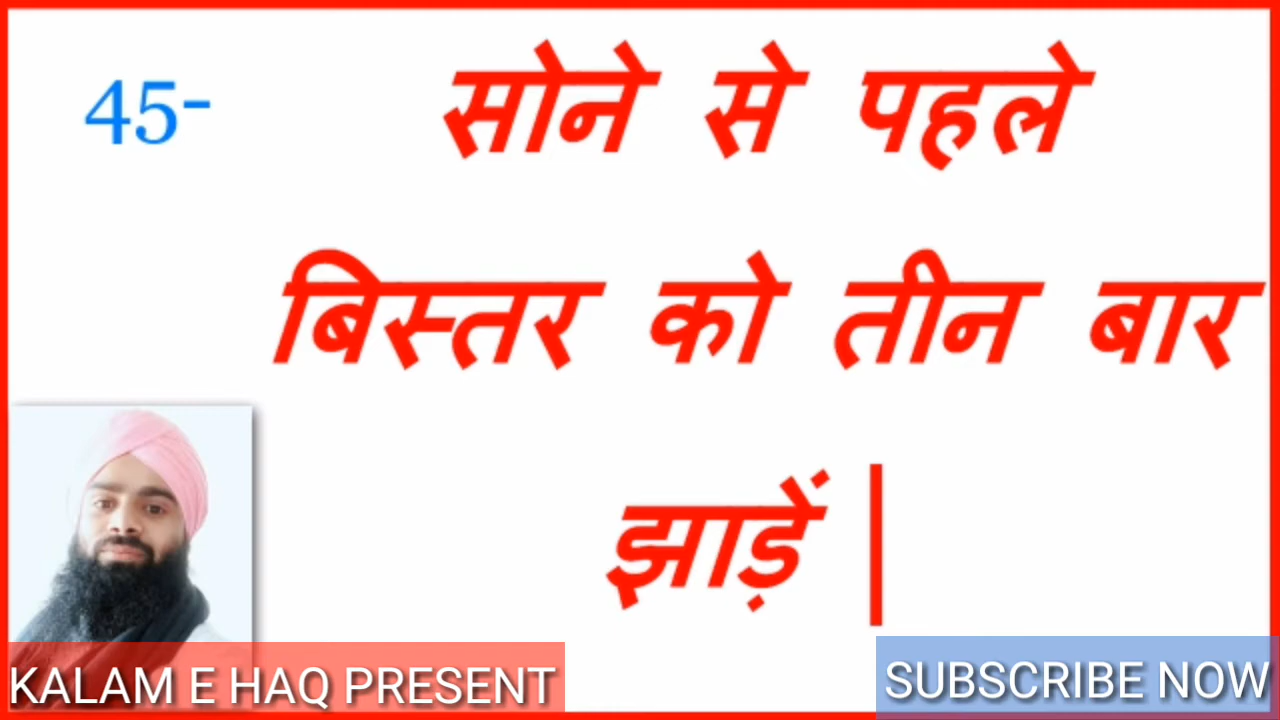 45- सोने से पहले
बिस्तर को तीन बार
झाड़ें |
KALAM E HAQ PRESENT
SUBSCRIBE NOW